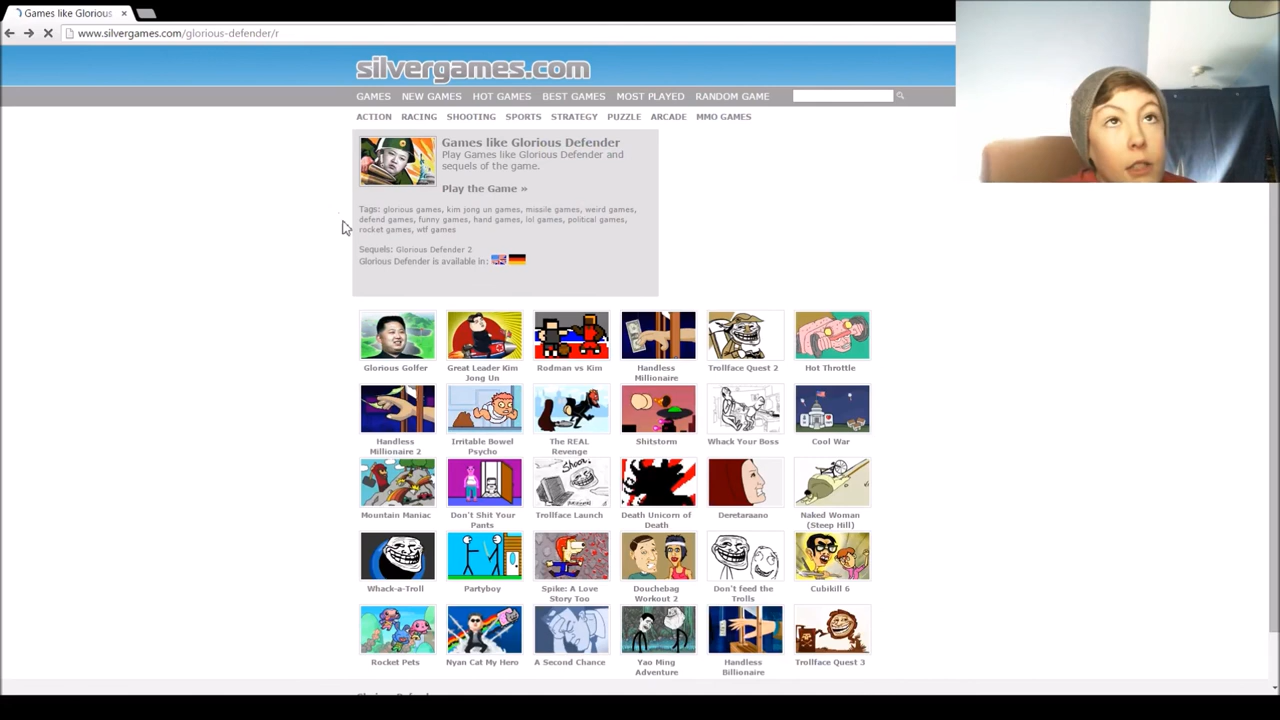 Games like Glorious
www.silvergames.com/glorious-defender/r
silvergames.com
GAMES NEW GAMES HOT GAMES BEST GAMES MOST PLAYED RANDOM GAME
ACTION RACING SHOOTING SPORTS STRATEGY PUZZLE ARCADE MMO GAMES
Games like Glorious Defender
Play Games like Glorious Defender and
sequels of the game.
Play the Game »
Tags: glorious games, kim jong un games, missile games, weird games,
defend games, funny games, hand games, lol games, political games,
rocket games, wtf games
Sequels: Glorious Defender 2
Glorious Defender is available in:
Glorious Golfer
Great Leader Kim
Jong Un
Rodman vs Kim
Handless
Millionaire
Trollface Quest 2
Hot Throttle
Handless
Millionaire 2
Irritable Bowel
Psycho
The REAL
Revenge
Shitstorm
Whack Your Boss
Cool War
Mountain Maniac
Don't Shit Your
Pants
Shoot!
Trollface Launch
Death Unicorn of
Death
Deretaraano
Naked Woman
(Steep Hill)
Whack-a-Troll
Partyboy
Spike: A Love
Story Too
Douchebag
Workout 2
Don't feed the
Trolls
Cubikill 6
Rocket Pets
Nyan Cat My Hero
A Second Chance
Yao Ming
Adventure
Handless
Billionaire
Trollface Quest 3